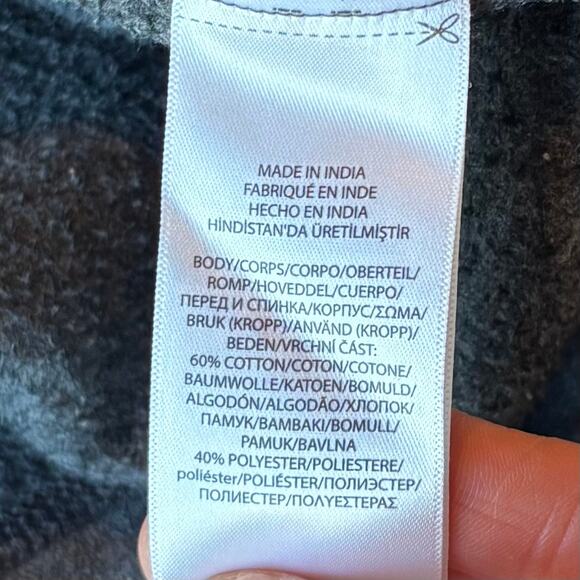 MADE IN INDIA
FABRIQUÉ EN INDE
HECHO EN INDIA
HİNDİSTAN'DA ÜRETİLMİŞTİR
BODY/CORPS/CORPO/OBERTEIL/
ROMP/HOVEDDEL/CUERPO/
ПЕРЕД И СПИНКА/КОРПУС/ΣΩΜΑ/
BRUK (KROPP)/ANVÄND (KROPP)/
BEDEN/VRCHNÍ ČÁST:
60% COTTON/COTON/COTONE/
BAUMWOLLE/KATOEN/BOMULD/
ALGODÓN/ALGODÃO/ХЛОПОК/
ПАМУК/ΒΑΜΒΑΚΙ/BOMULL/
PAMUK/BAVLNA
40% POLYESTER/POLIESTERE/
poliéster/POLIÉSTER/ПОЛИЭСТЕР/
ПОЛИЕСТЕР/ΠΟΛΥΕΣΤΕΡΑΣ